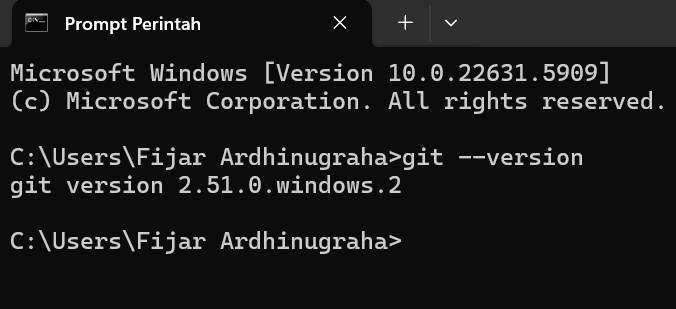 Prompt Perintah
Microsoft Windows [Version 10.0.22631.5909]
(c) Microsoft Corporation. All rights reserved.
C:\Users\Fijar Ardhinugraha>git --version
git version 2.51.0.windows.2
C:\Users\Fijar Ardhinugraha>